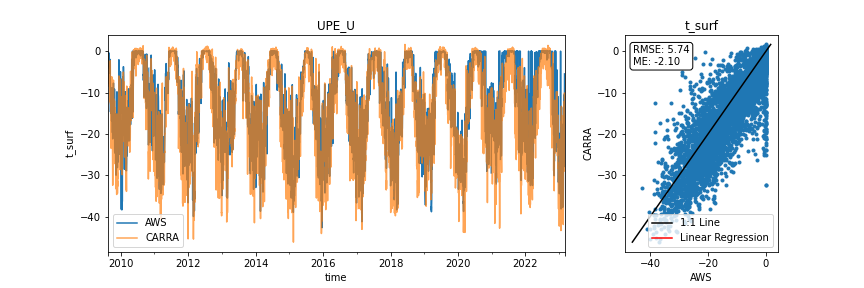 UPE_U
t_surf
0
−10
−20
−30
−40
t_surf
AWS
CARRA
2010
2012
2014
2016
2018
2020
2022
time
RMSE: 5.74
ME: -2.10
0
−10
−20
−30
−40
CARRA
1:1 Line
Linear Regression
−40
−20
0
AWS